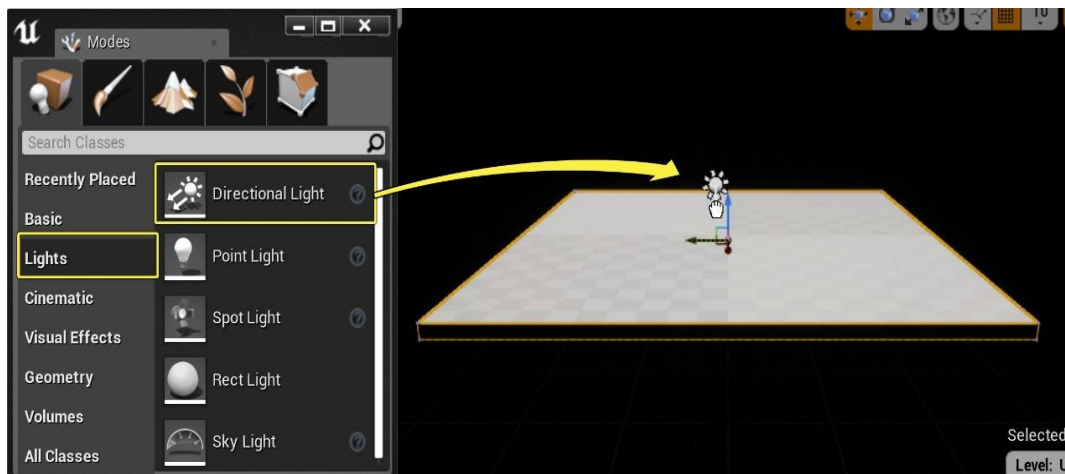 Modes
10
Search Classes
Recently Placed
Basic
Lights
Cinematic
Visual Effects
Geometry
Volumes
All Classes
Directional Light
Point Light
Spot Light
Rect Light
Sky Light
Selected
Level: U